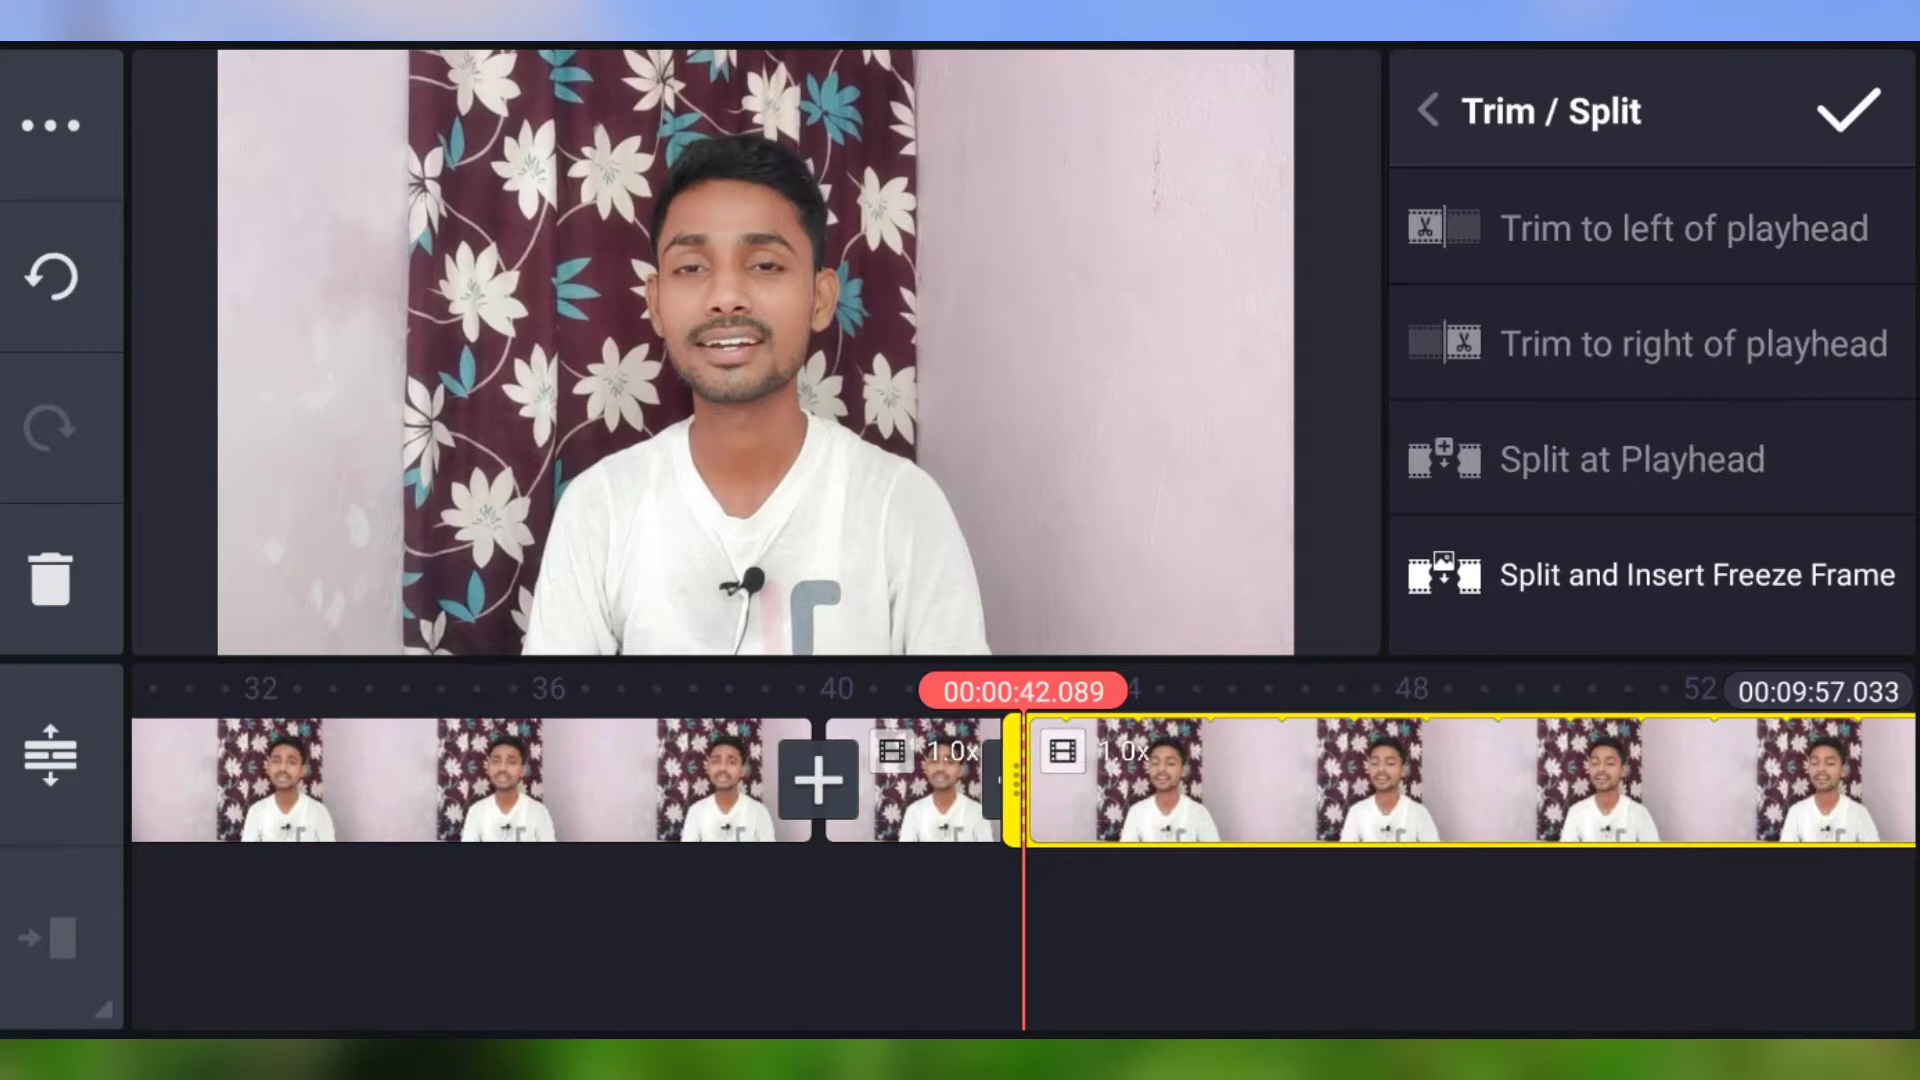 Trim / Split
Trim to left of playhead
Trim to right of playhead
Split at Playhead
Split and Insert Freeze Frame
32 36 40 00:00:42.089 4 48 52 00:09:57.033
1.0x 1.0x